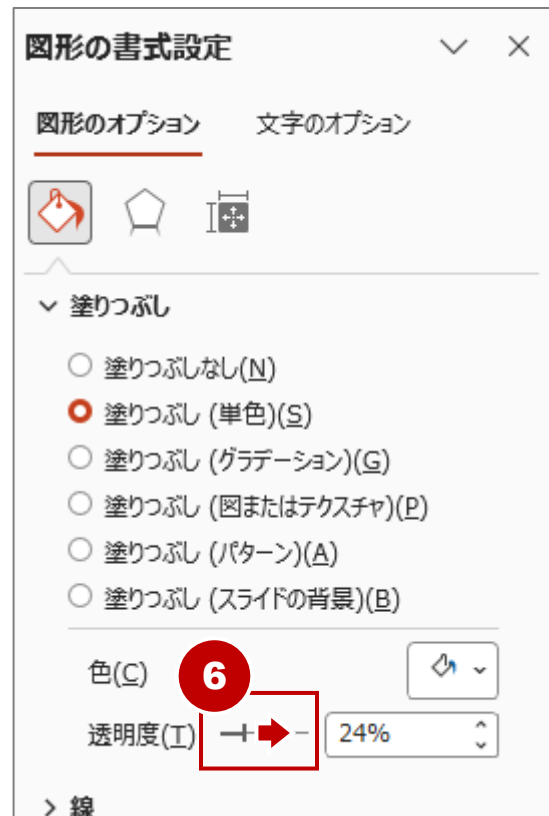 図形の書式設定
図形のオプション 文字のオプション
塗りつぶし
塗りつぶしなし(N)
塗りつぶし (単色)(S)
塗りつぶし (グラデーション)(G)
塗りつぶし (図またはテクスチャ)(P)
塗りつぶし (パターン)(A)
塗りつぶし (スライドの背景)(B)
色(C)
6
透明度(T) 24%
線